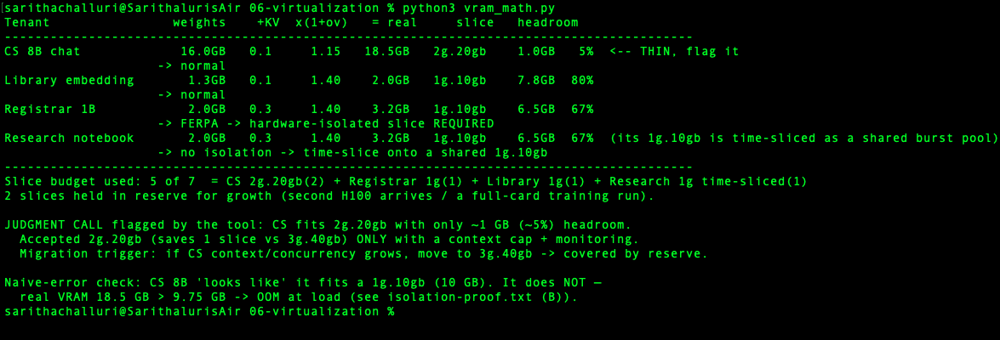 [sarithachalluri@SarithalurisAir 06-virtualization % python3 vram_math.py
Tenant weights +KV x(1+ov) = real slice headroom
--------------------------------------------------------------------------------------
CS 8B chat 16.0GB 0.1 1.15 18.5GB 2g.20gb 1.0GB 5% <-- THIN, flag it
-> normal
Library embedding 1.3GB 0.1 1.40 2.0GB 1g.10gb 7.8GB 80%
-> normal
Registrar 1B 2.0GB 0.3 1.40 3.2GB 1g.10gb 6.5GB 67%
-> FERPA -> hardware-isolated slice REQUIRED
Research notebook 2.0GB 0.3 1.40 3.2GB 1g.10gb 6.5GB 67% (its 1g.10gb is time-sliced as a shared burst pool)
-> no isolation -> time-slice onto a shared 1g.10gb
--------------------------------------------------------------------------------------
Slice budget used: 5 of 7 = CS 2g.20gb(2) + Registrar 1g(1) + Library 1g(1) + Research 1g time-sliced(1)
2 slices held in reserve for growth (second H100 arrives / a full-card training run).
JUDGMENT CALL flagged by the tool: CS fits 2g.20gb with only ~1 GB (~5%) headroom.
Accepted 2g.20gb (saves 1 slice vs 3g.40gb) ONLY with a context cap + monitoring.
Migration trigger: if CS context/concurrency grows, move to 3g.40gb -> covered by reserve.
Naive-error check: CS 8B 'looks like' it fits a 1g.10gb (10 GB). It does NOT —
real VRAM 18.5 GB > 9.75 GB -> OOM at load (see isolation-proof.txt (B)).
sarithachalluri@SarithalurisAir 06-virtualization %